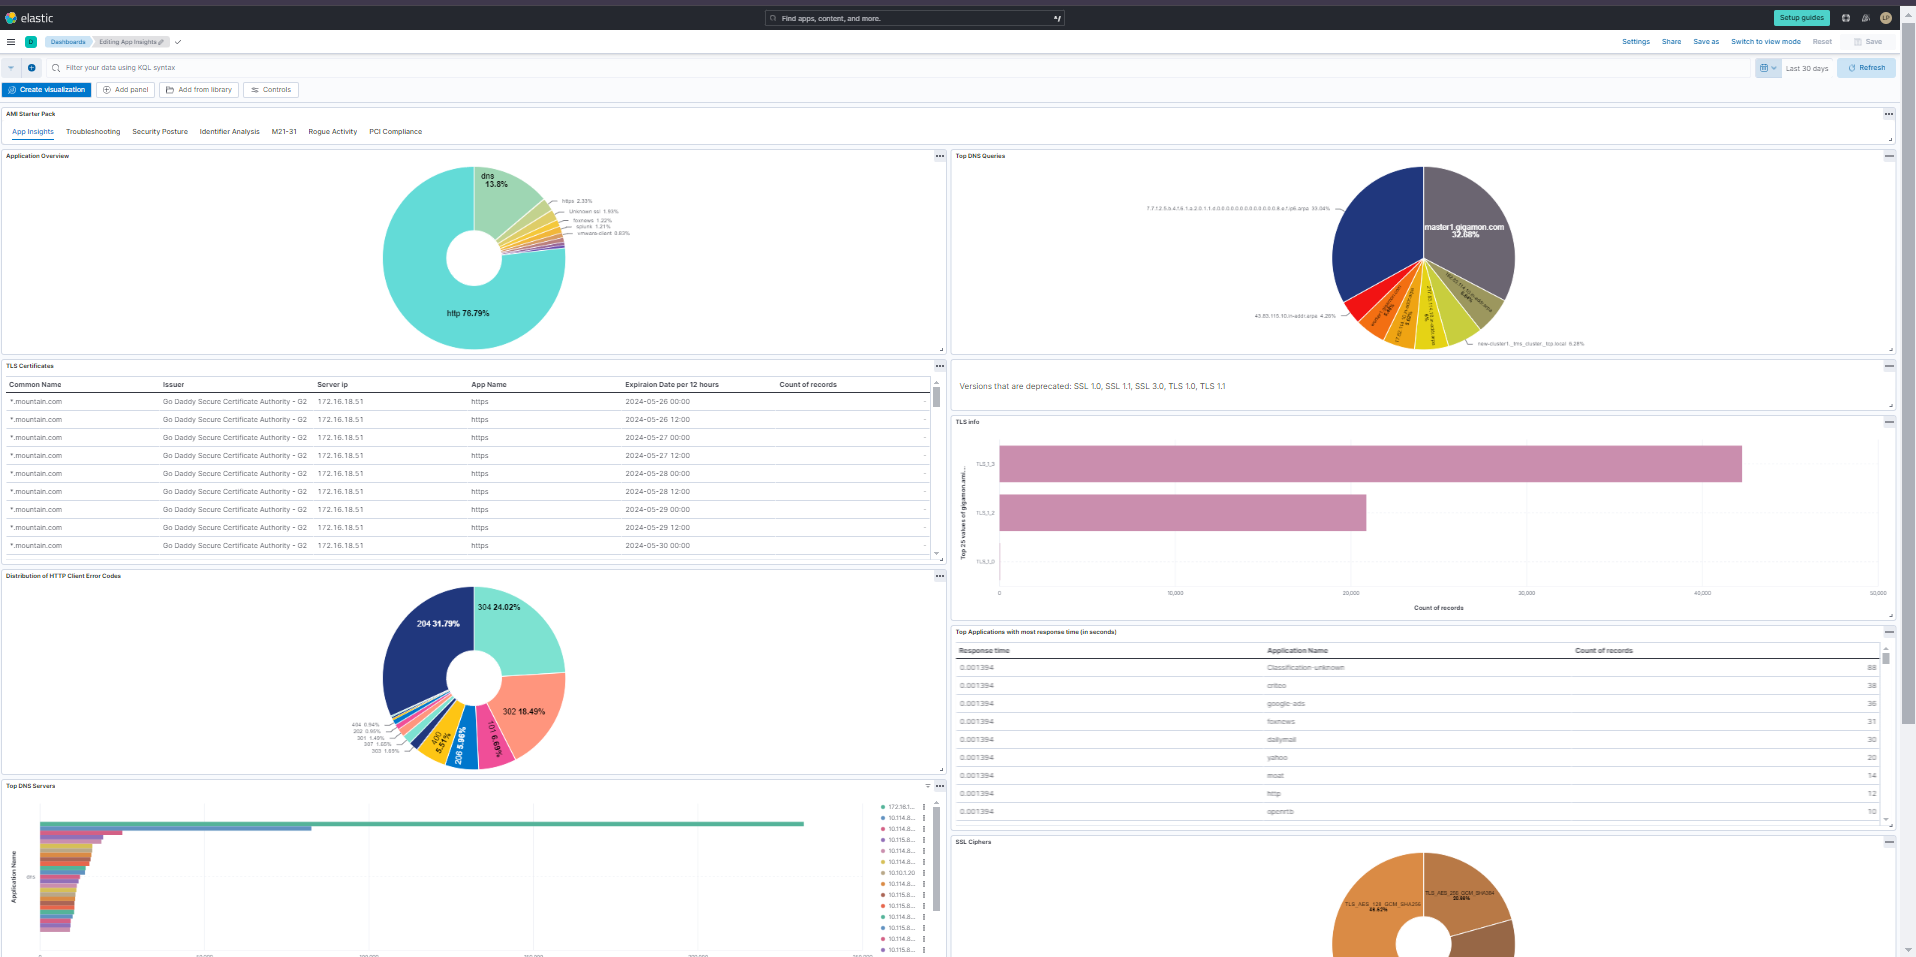 elastic
Find apps, content, and more.
Setup guides
LP
D
Dashboards
Editing App Insights
Settings
Share
Save as
Switch to view mode
Reset
Save
Filter your data using KQL syntax
Last 30 days
Refresh
Create visualization
Add panel
Add from library
Controls
AMI Starter Pack
App Insights
Troubleshooting
Security Posture
Identifier Analysis
M21-31
Rogue Activity
PCI Compliance
Application Overview
dns
13.8%
https 2.33%
Unknown ssl 1.93%
foxnews 1.22%
splunk 1.21%
vmware-client 0.83%
http 76.79%
Top DNS Queries
master1.gigamon.com
32.68%
43.83.115.10.in-addr.arpa 4.26%
new-cluster1._tms_cluster._tcp.local 6.28%
TLS Certificates
Common Name Issuer Server ip App Name Expiraion Date per 12 hours Count of records
*.mountain.com Go Daddy Secure Certificate Authority - G2 172.16.18.51 https 2024-05-26 00:00 -
*.mountain.com Go Daddy Secure Certificate Authority - G2 172.16.18.51 https 2024-05-26 12:00 -
*.mountain.com Go Daddy Secure Certificate Authority - G2 172.16.18.51 https 2024-05-27 00:00 -
*.mountain.com Go Daddy Secure Certificate Authority - G2 172.16.18.51 https 2024-05-27 12:00 -
*.mountain.com Go Daddy Secure Certificate Authority - G2 172.16.18.51 https 2024-05-28 00:00 -
*.mountain.com Go Daddy Secure Certificate Authority - G2 172.16.18.51 https 2024-05-28 12:00 -
*.mountain.com Go Daddy Secure Certificate Authority - G2 172.16.18.51 https 2024-05-29 00:00 -
*.mountain.com Go Daddy Secure Certificate Authority - G2 172.16.18.51 https 2024-05-29 12:00 -
*.mountain.com Go Daddy Secure Certificate Authority - G2 172.16.18.51 https 2024-05-30 00:00 -
Versions that are deprecated: SSL 1.0, SSL 1.1, SSL 3.0, TLS 1.0, TLS 1.1
TLS info
Top 25 values of gigamon.ami....
TLS_1_3
TLS_1_2
TLS_1_0
0
10,000
20,000
30,000
40,000
50,000
Count of records
Distribution of HTTP Client Error Codes
304 24.02%
204 31.79%
302 18.49%
101 6.69%
206 5.96%
400
5.51%
404 0.94%
202 0.95%
301 1.49%
307 1.65%
303 1.69%
Top Applications with most response time (in seconds)
Response time Application Name Count of records
0.001394 Classification-unknown 88
0.001394 criteo 38
0.001394 google-ads 36
0.001394 foxnews 31
0.001394 dailymail 30
0.001394 yahoo 20
0.001394 moat 14
0.001394 http 12
0.001394 openrtb 10
Top DNS Servers
Application Name
dns
172.16.1...
10.114.8...
10.114.8...
10.115.8...
10.114.8...
10.114.8...
10.10.1.20
10.114.8...
10.115.8...
10.115.8...
10.114.8...
10.115.8...
10.114.8...
10.115.8...
SSL Ciphers
TLS_AES_256_GCM_SHA384
TLS_AES_128_GCM_SHA256